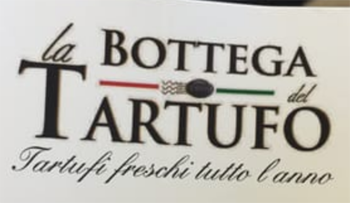 la BOTTEGA
del
TARTUFO
Tartufi freschi tutto l'anno